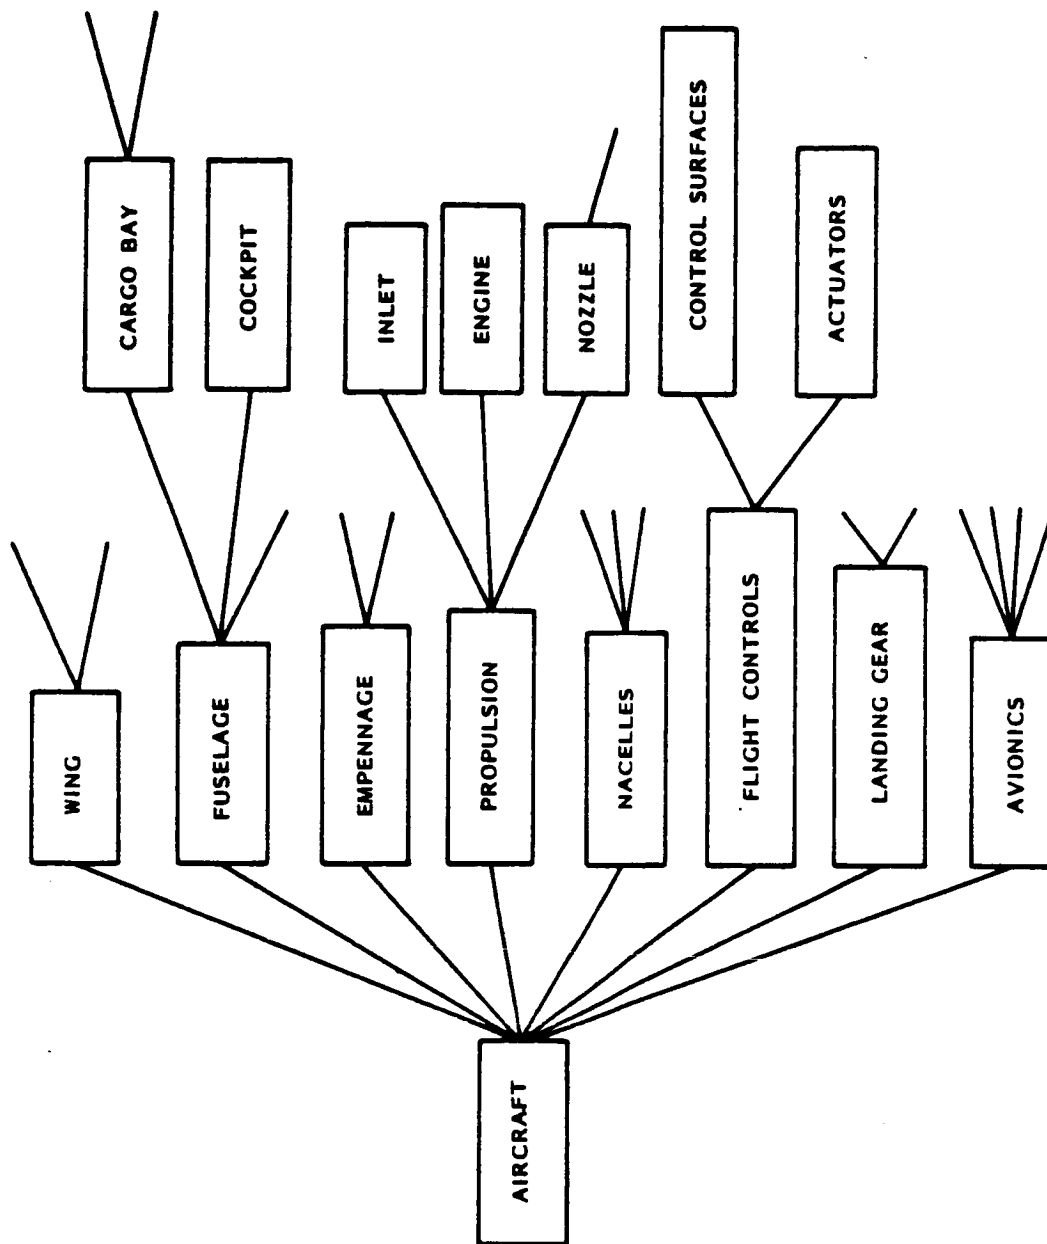 AIRCRAFT
WING
FUSELAGE
EMPENNAGE
PROPULSION
NACELLES
FLIGHT CONTROLS
LANDING GEAR
AVIONICS
CARGO BAY
COCKPIT
INLET
ENGINE
NOZZLE
CONTROL SURFACES
ACTUATORS